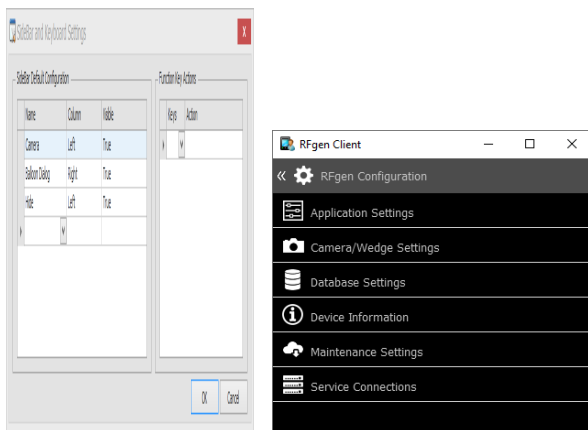 SideBar and Keyboard Settings
X
SideBar Default Configuration
Name Column Visible
Camera Left True
Balloon Dialog Right True
Hide Left True
Function Key Actions
Keys Action
OK Cancel
RFgen Client
« RFgen Configuration
Application Settings
Camera/Wedge Settings
Database Settings
Device Information
Maintenance Settings
Service Connections